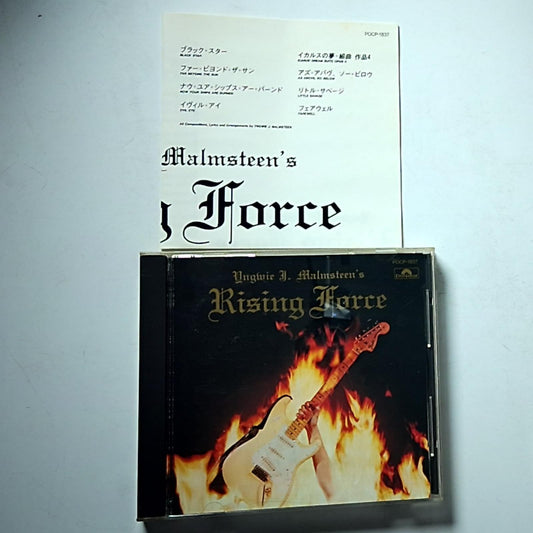 POCP-1837
ブラック・スター
BLACK STAR
ファー・ビヨンド・ザ・サン
FAR BEYOND THE SUN
ナウ・ユア・シップス・アー・バーンド
NOW YOUR SHIPS ARE BURNED
イヴィル・アイ
EVIL EYE
イカルスの夢・組曲 作品4
ICARUS' DREAM SUITE OPUS 4
アズ・アバヴ、ソー・ビロウ
AS ABOVE, SO BELOW
リトル・サベージ
LITTLE SAVAGE
フェアウェル
FAREWELL
All Compositions, Lyrics and Arrangements by YNGWIE J. MALMSTEEN
Malmsteen's
g Force
POCP-1837
Yngwie J. Malmsteen's
Rising Force
polydor